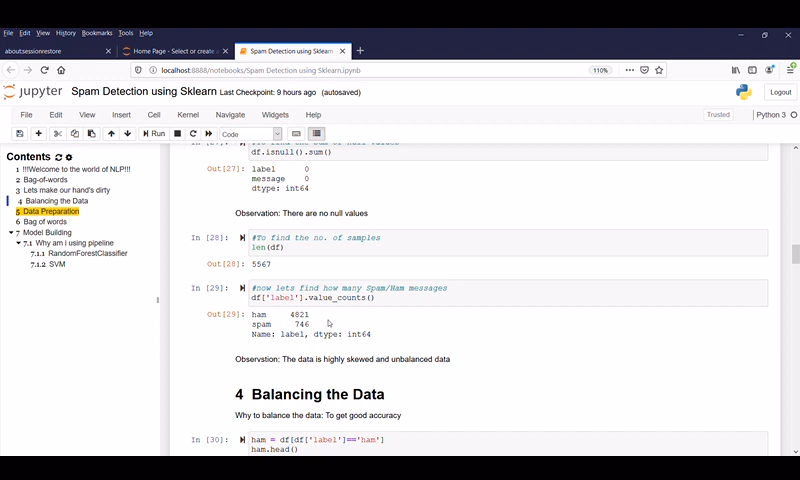 File Edit View History Bookmarks Tools Help
about:sessionrestore
Home Page - Select or create a
Spam Detection using Sklearn
localhost:8888/notebooks/Spam Detection using Sklearn.ipynb
110%
jupyter Spam Detection using Sklearn Last Checkpoint: 9 hours ago (autosaved)
Logout
File Edit View Insert Cell Kernel Navigate Widgets Help
Trusted
Python 3
Run
Code
Contents
1 !!!Welcome to the world of NLP!!!
2 Bag-of-words
3 Lets make our hand's dirty
4 Balancing the Data
5 Data Preparation
6 Bag of words
7 Model Building
7.1 Why am i using pipeline
7.1.1 RandomForestClassifier
7.1.2 SVM
df.isnull().sum()
Out[27]: label 0
message 0
dtype: int64
Observation: There are no null values
In [28]: #To find the no. of samples
len(df)
Out[28]: 5567
In [29]: #now lets find how many Spam/Ham messages
df['label'].value_counts()
Out[29]: ham 4821
spam 746
Name: label, dtype: int64
Observstion: The data is highly skewed and unbalanced data
4 Balancing the Data
Why to balance the data: To get good accuracy
In [30]: ham = df[df['label']=='ham']
ham.head()